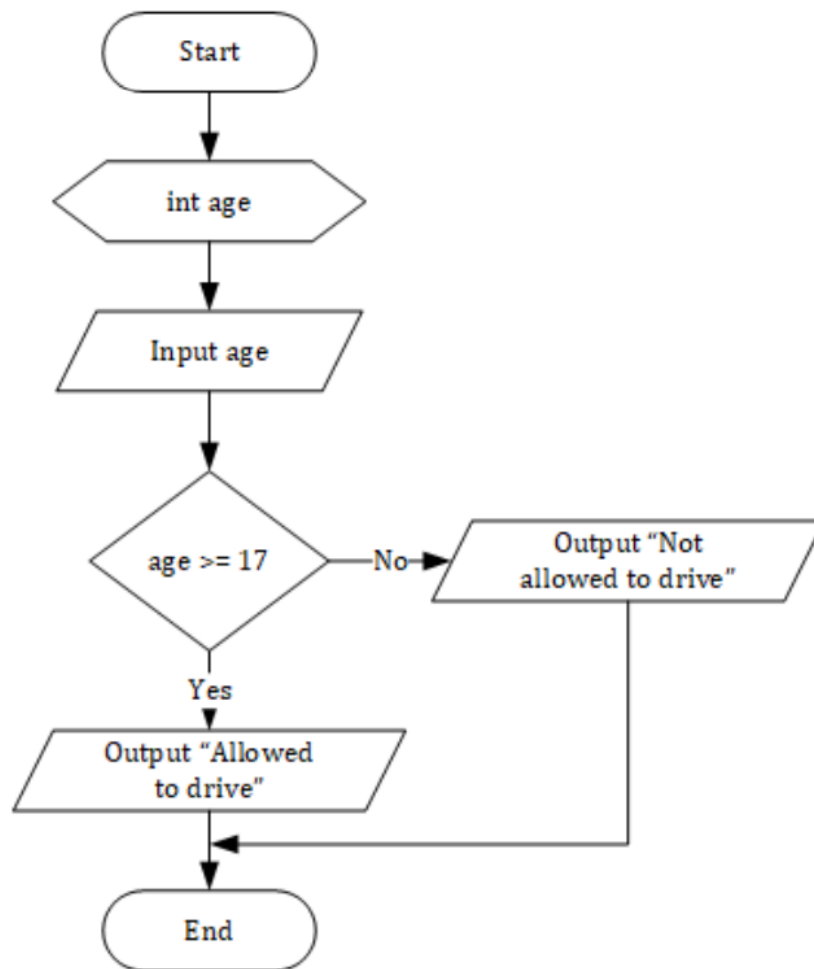 Start
int age
Input age
age >= 17
No
Output “Not
allowed to drive”
Yes
Output “Allowed
to drive”
End